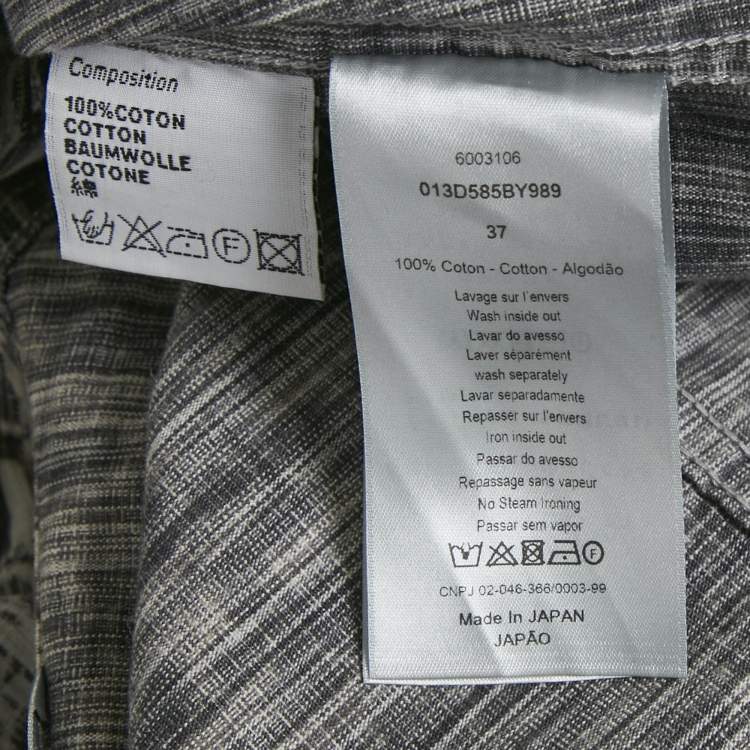 Composition
100%COTON
COTTON
BAUMWOLLE
COTONE
綿
F
6003106
013D585BY989
37
100% Coton - Cotton - Algodão
Lavage sur l'envers
Wash inside out
Lavar do avesso
Laver séparément
wash separately
Lavar separadamente
Repasser sur l'envers
Iron inside out
Passar do avesso
Repassage sans vapeur
No Steam Ironing
Passar sem vapor
F
CNPJ 02-046-366/0003-99
Made In JAPAN
JAPÃO